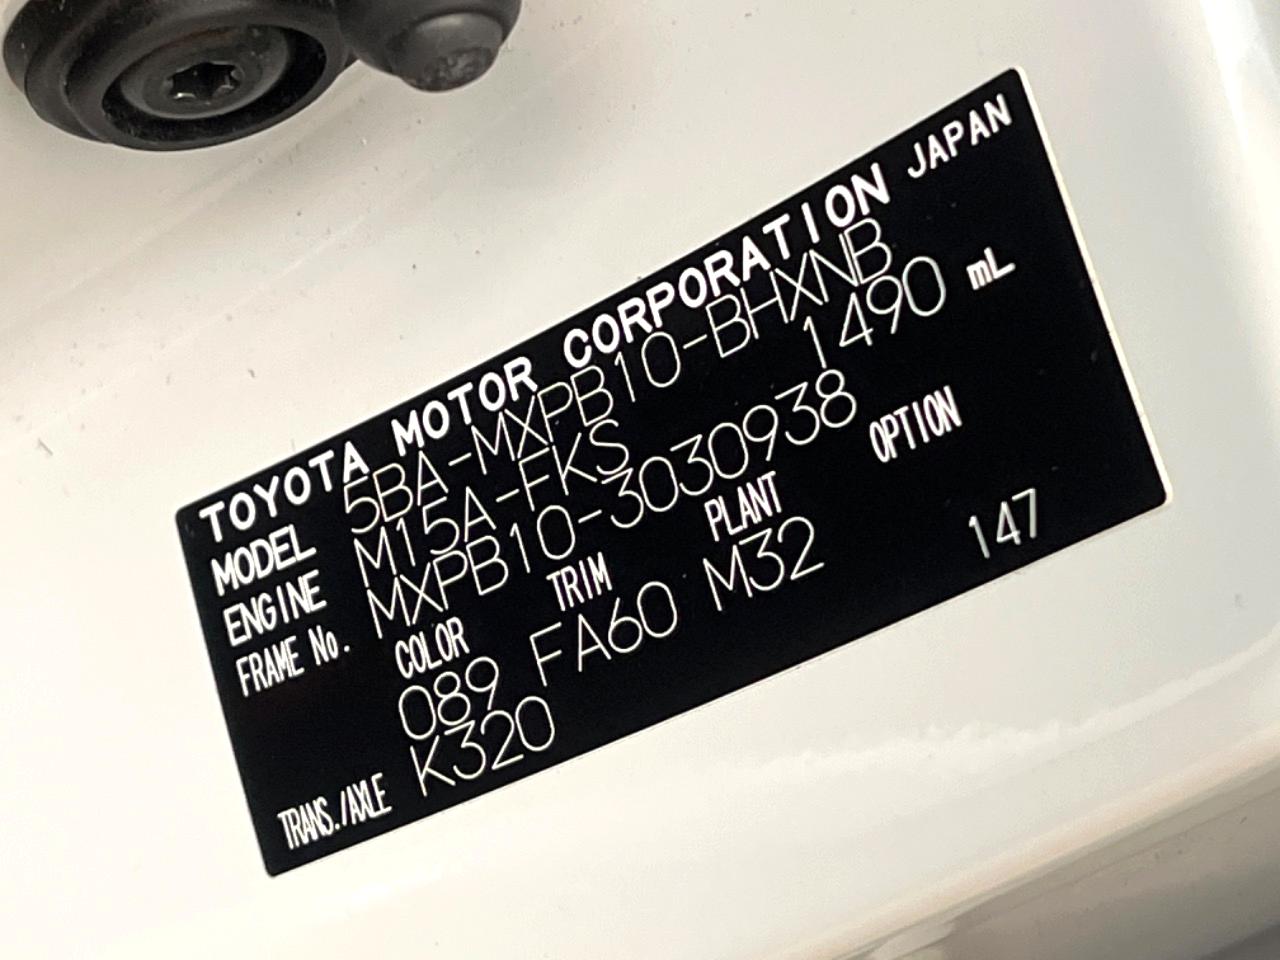 TOYOTA MOTOR CORPORATION JAPAN
MODEL 5BA-MXPB10-BHXNB
ENGINE M15A-FKS 1490 mL
FRAME No. MXPB10-3030938
COLOR TRIM PLANT OPTION
089 FA60 M32 147
TRANS./AXLE K320